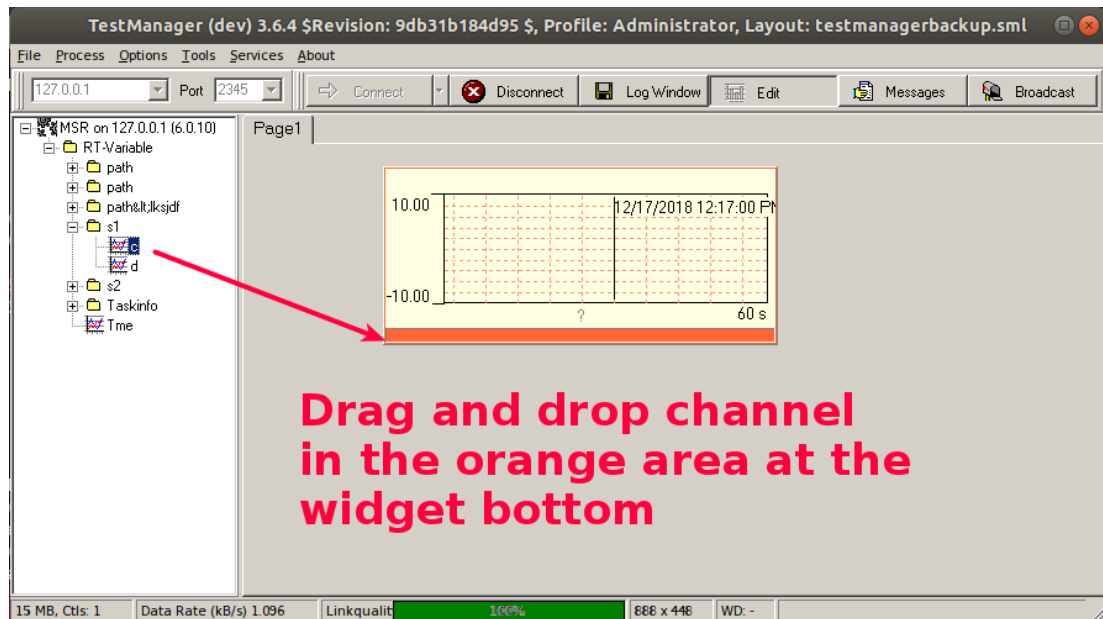 TestManager (dev) 3.6.4 $Revision: 9db31b184d95 $, Profile: Administrator, Layout: testmanagerbackup.sml
File Process Options Tools Services About
127.0.0.1 Port 2345 Connect Disconnect Log Window Edit Messages Broadcast
MSR on 127.0.0.1 (6.0.10)
Page1
RT-Variable
path
path
path&lt;lksjdf
s1
c
d
s2
Taskinfo
Tme
10.00
12/17/2018 12:17:00 PM
-10.00
? 60 s
Drag and drop channel
in the orange area at the
widget bottom
15 MB, Ctls: 1 Data Rate (kB/s) 1.096 Linkqualit 100% 888 x 448 WD: -